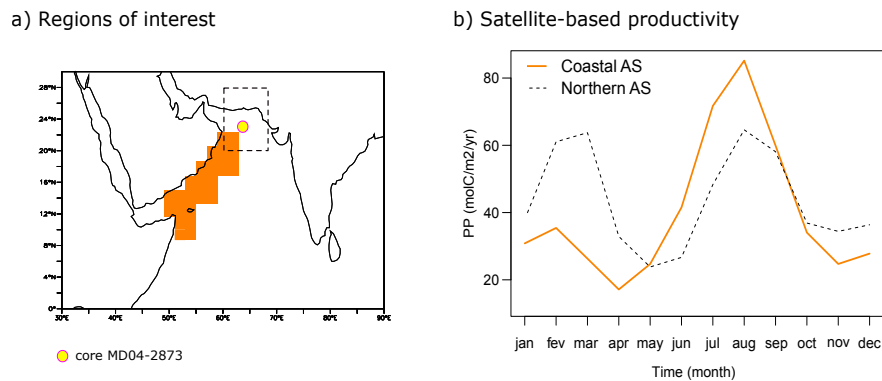 a) Regions of interest
28°N
24°N
20°N
16°N
12°N
8°N
4°N
0°
30°E 40°E 50°E 60°E 70°E 80°E 90°E
core MD04-2873
b) Satellite-based productivity
Coastal AS
Northern AS
PP (molC/m2/yr)
80
60
40
20
jan fev mar apr may jun jul aug sep oct nov dec
Time (month)